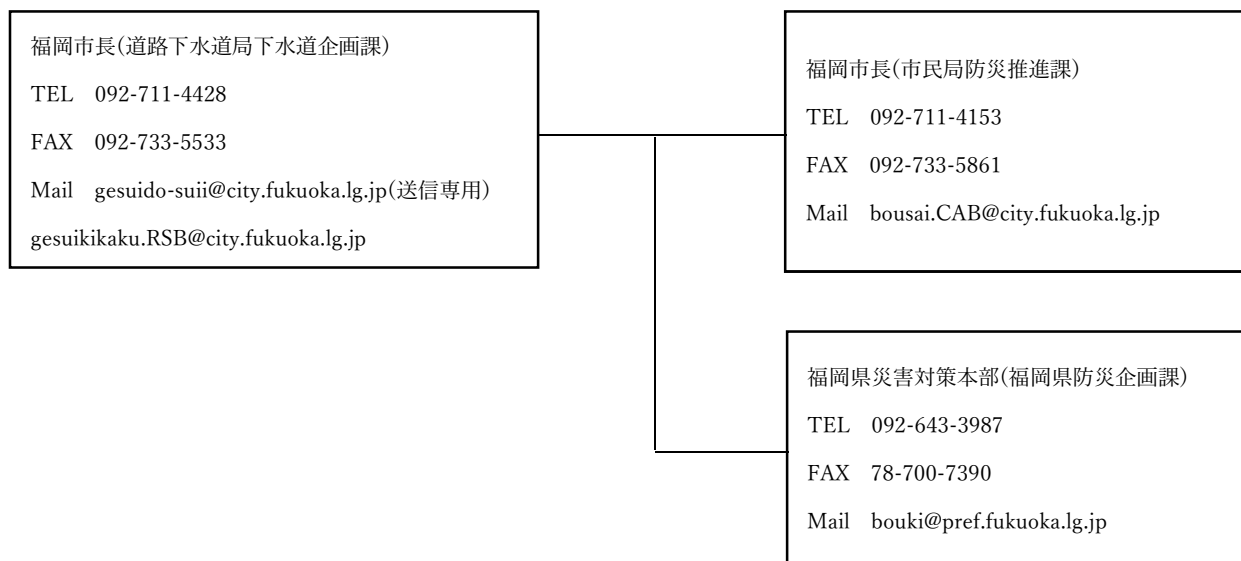 福岡市長(道路下水道局下水道企画課)
TEL　092-711-4428
FAX　092-733-5533
Mail　gesuido-suii@city.fukuoka.lg.jp(送信専用)
gesuikikaku.RSB@city.fukuoka.lg.jp
福岡市長(市民局防災推進課)
TEL　092-711-4153
FAX　092-733-5861
Mail　bousai.CAB@city.fukuoka.lg.jp
福岡県災害対策本部(福岡県防災企画課)
TEL　092-643-3987
FAX　78-700-7390
Mail　bouki@pref.fukuoka.lg.jp